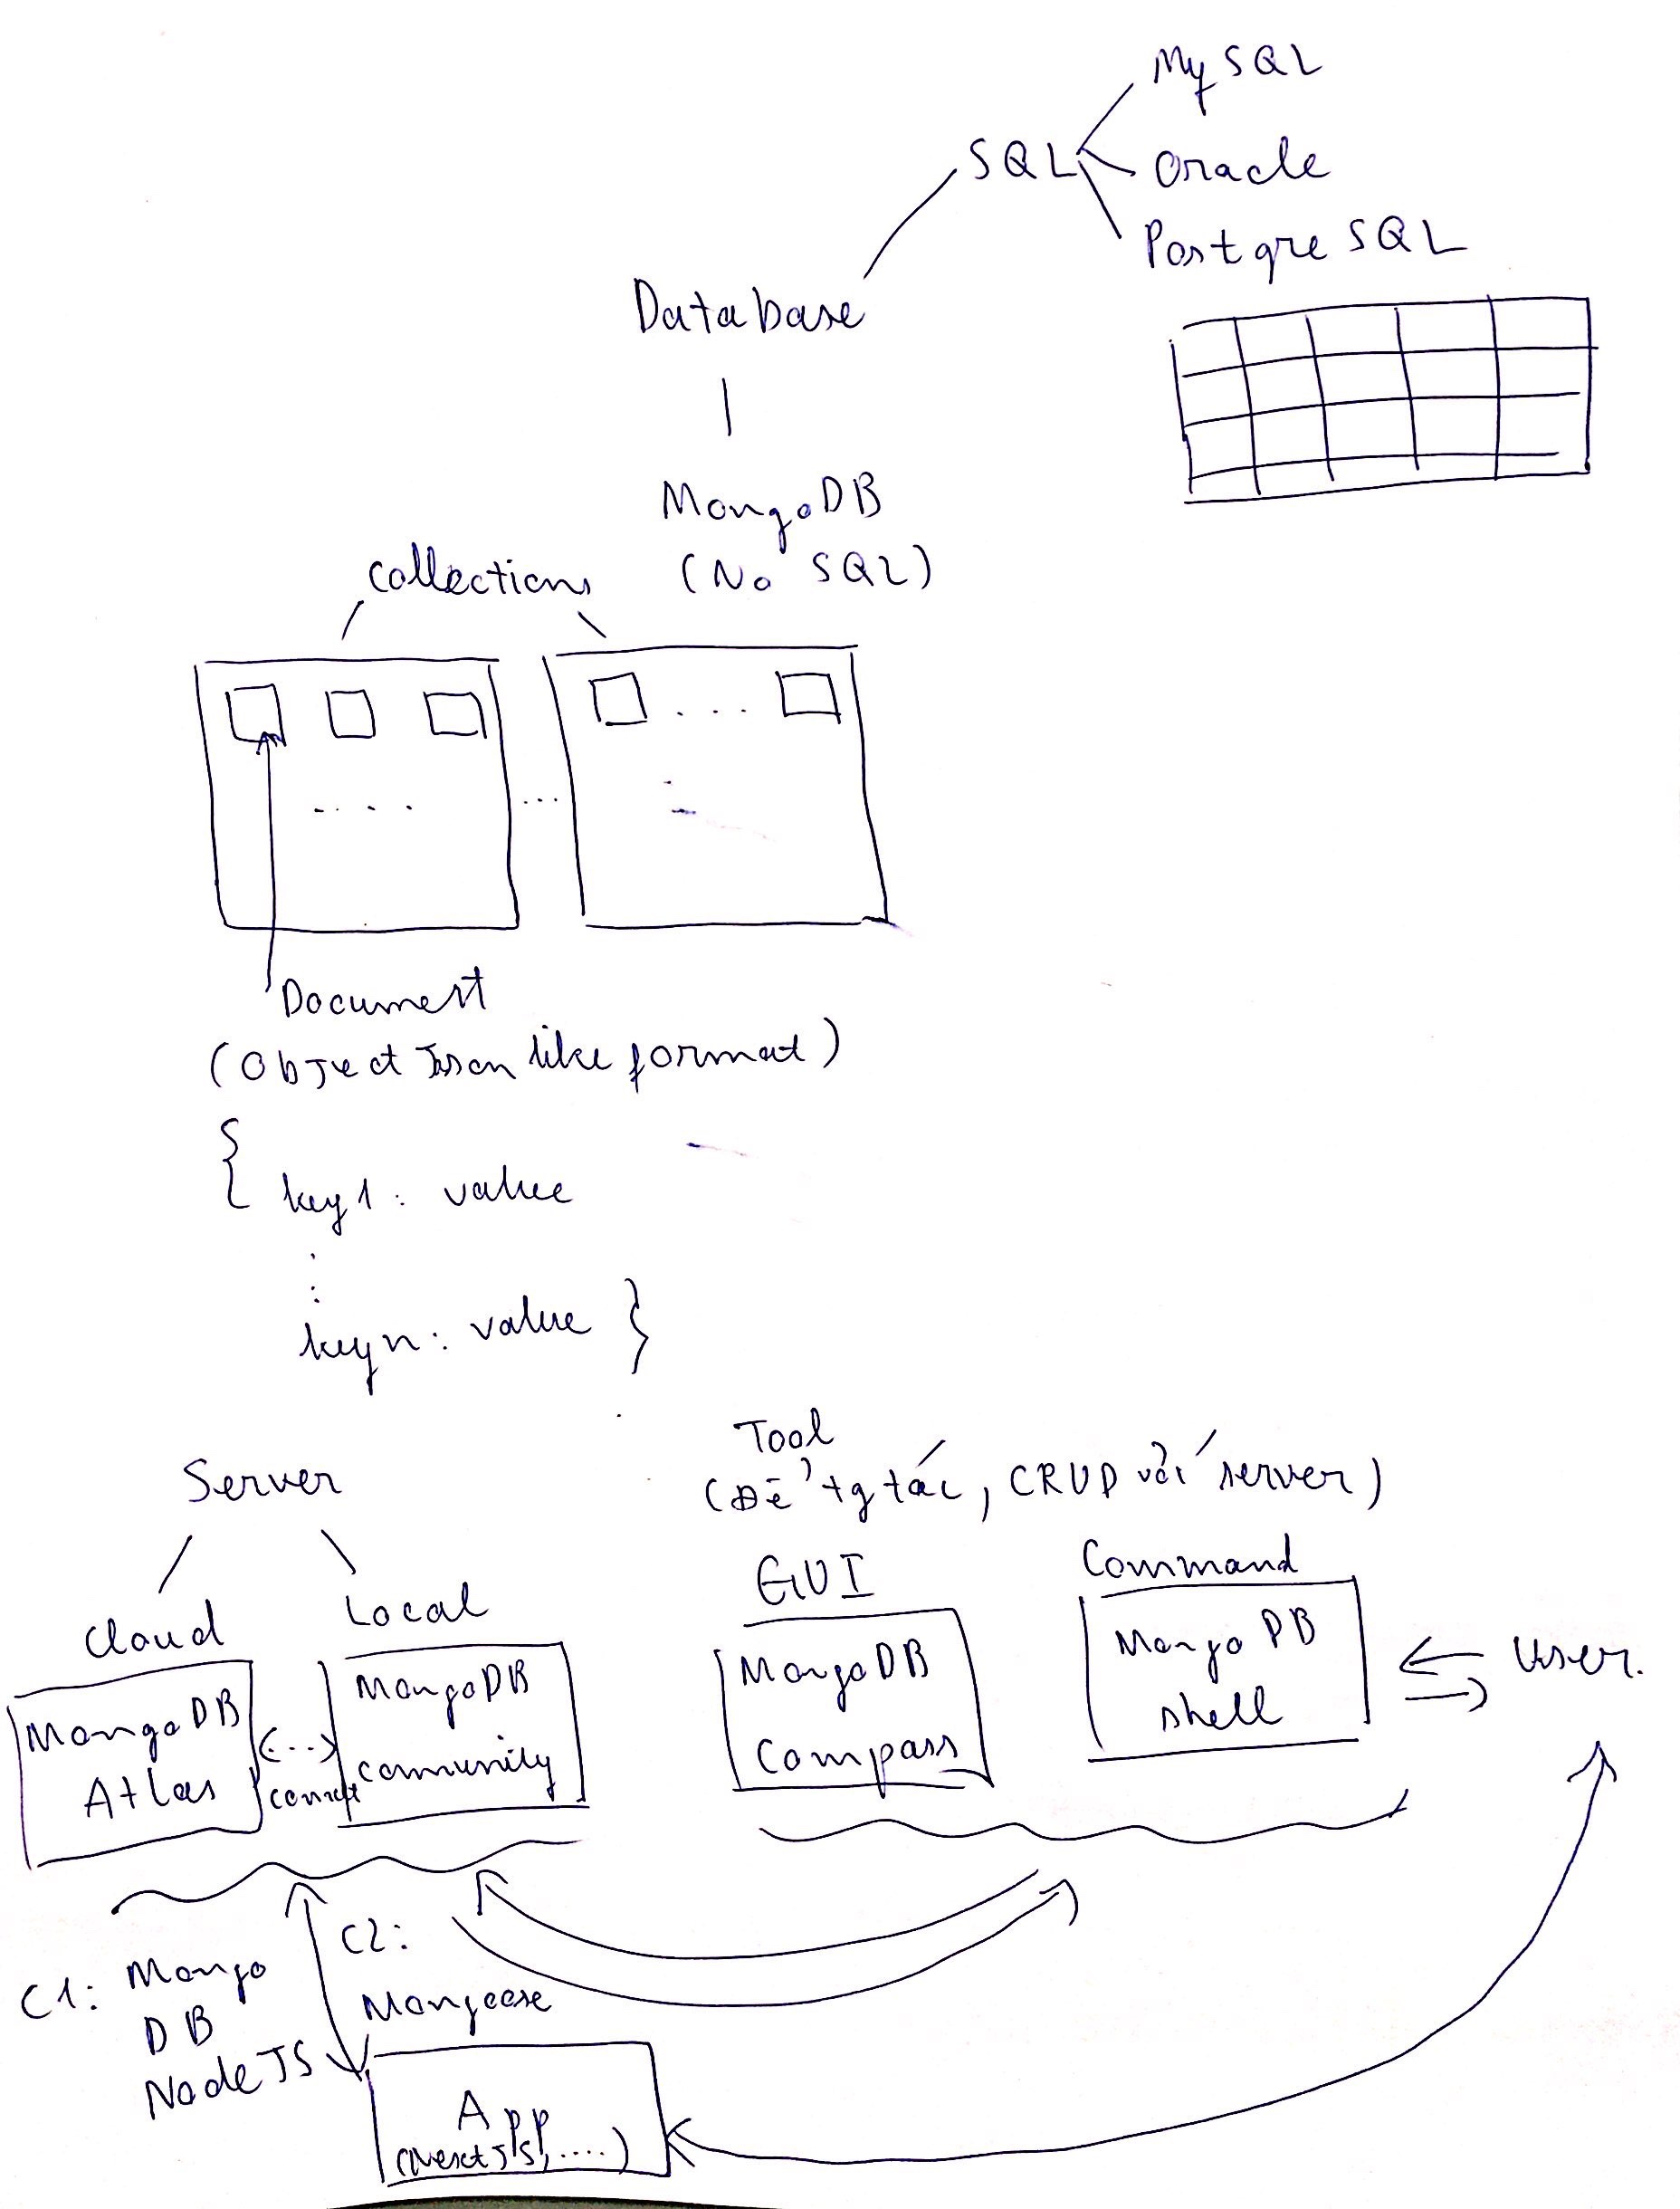 MySQL
SQL
Oracle
PostgreSQL
Database
MongoDB
(No SQL)
collections
Document
(Object Json like format)
{ key1: value
keyn: value }
Server
Cloud
Local
MongoDB
Atlas
connect
MongoDB
community
Tool
(Để tg tác, CRUD với server)
GUI
Command
MongoDB
Compass
MongoDB
shell
User.
C1: Mongo
DB
NodeJS
C2:
Mongoose
App
(NextJS, ....)